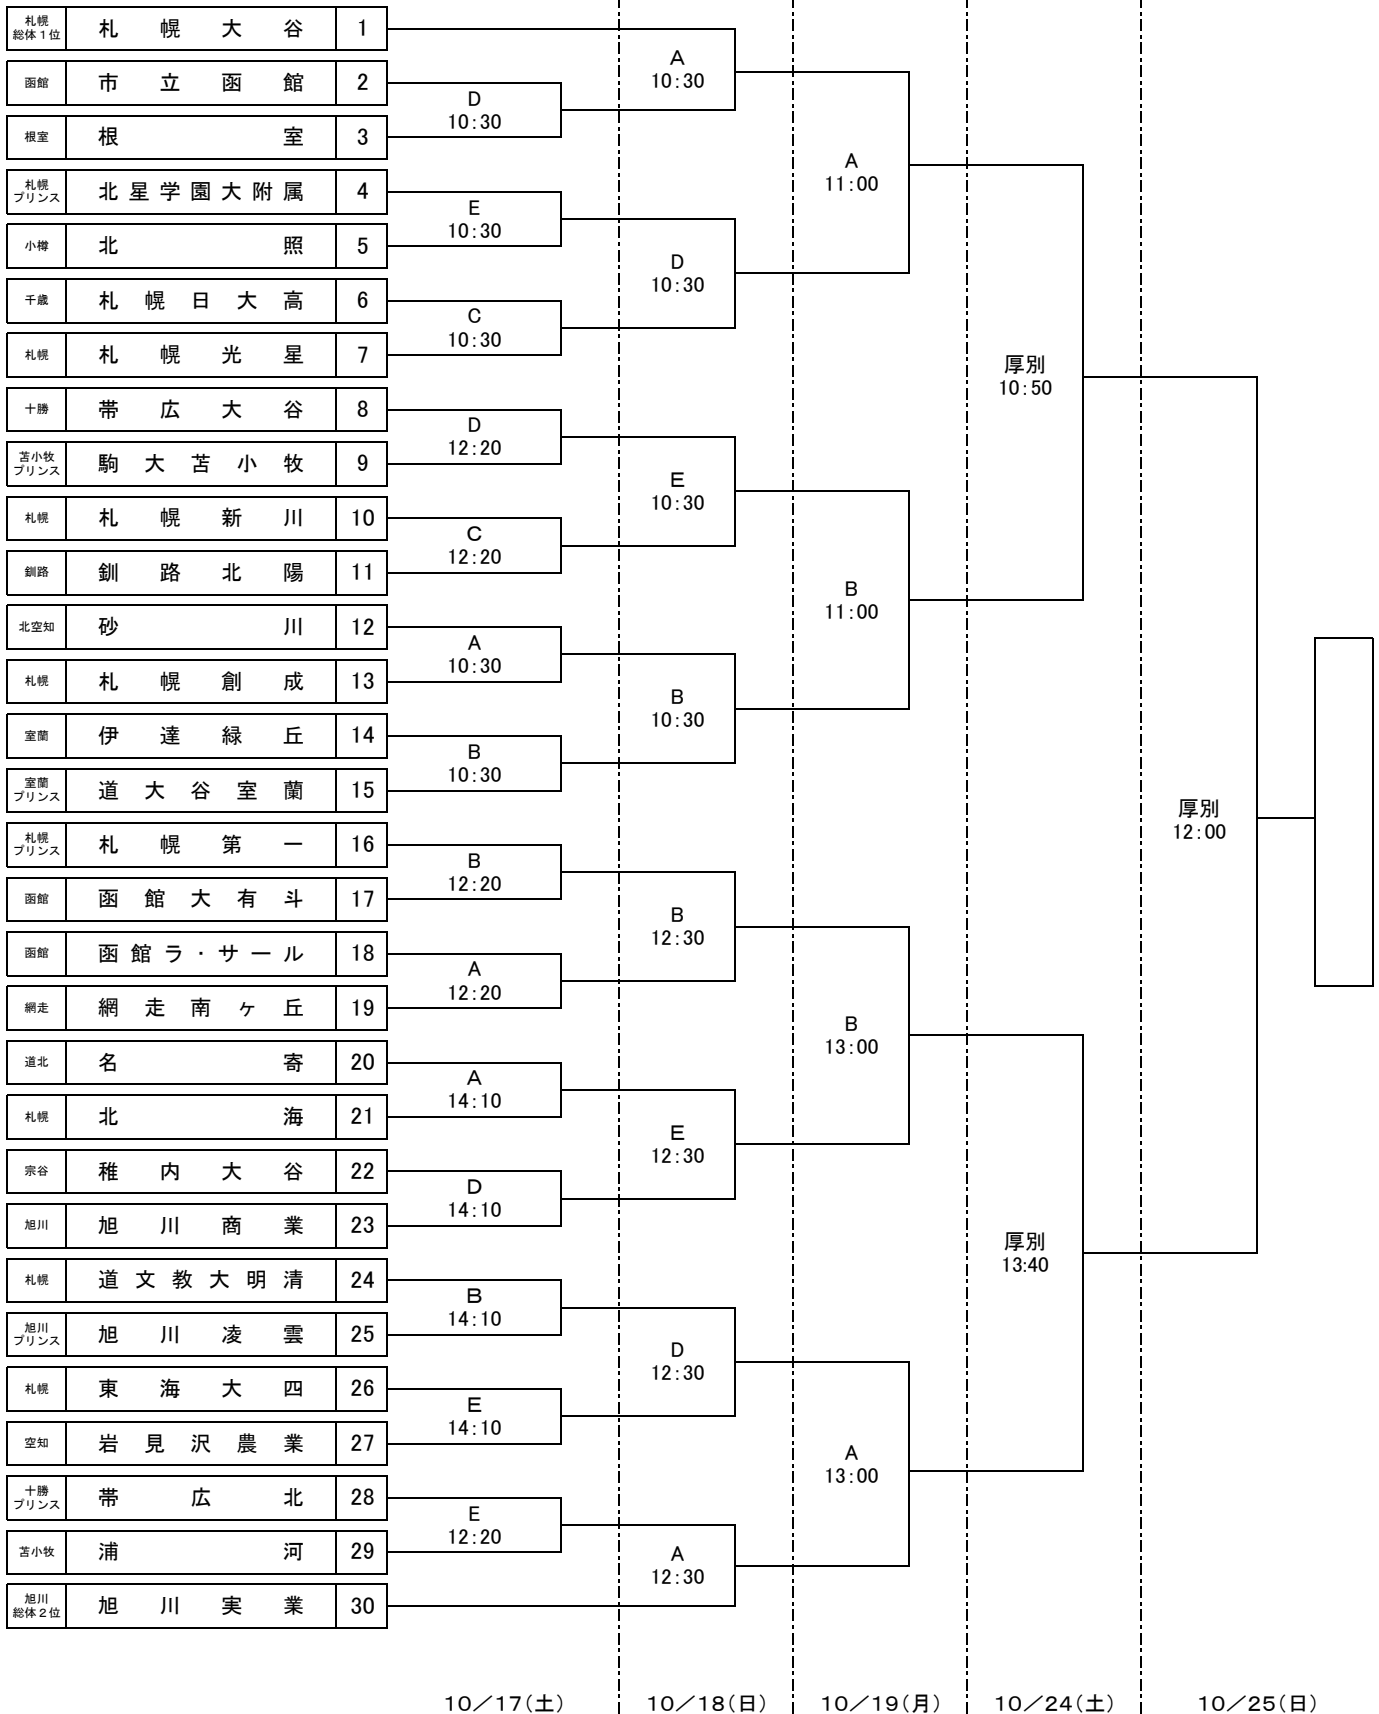 札幌
総体1位
札幌大谷 1
函館 市立函館 2
根室 根室 3
札幌
プリンス
北星学園大附属 4
小樽 北照 5
千歳 札幌日大高 6
札幌 札幌光星 7
十勝 帯広大谷 8
苫小牧
プリンス
駒大苫小牧 9
札幌 札幌新川 10
釧路 釧路北陽 11
北空知 砂川 12
札幌 札幌創成 13
室蘭 伊達緑丘 14
室蘭
プリンス
道大谷室蘭 15
札幌
プリンス
札幌第一 16
函館 函館大有斗 17
函館 函館ラ・サール 18
網走 網走南ヶ丘 19
道北 名寄 20
札幌 北海 21
宗谷 稚内大谷 22
旭川 旭川商業 23
札幌 道文教大明清 24
旭川
プリンス
旭川凌雲 25
札幌 東海大四 26
空知 岩見沢農業 27
十勝
プリンス
帯広北 28
苫小牧 浦河 29
旭川
総体2位
旭川実業 30
D
10:30
E
10:30
C
10:30
D
12:20
C
12:20
A
10:30
B
10:30
B
12:20
A
12:20
A
14:10
D
14:10
B
14:10
E
14:10
E
12:20
A
10:30
D
10:30
E
10:30
B
10:30
B
12:30
E
12:30
D
12:30
A
12:30
A
11:00
B
11:00
B
13:00
A
13:00
厚別
10:50
厚別
13:40
厚別
12:00
10/17(土) 10/18(日) 10/19(月) 10/24(土) 10/25(日)